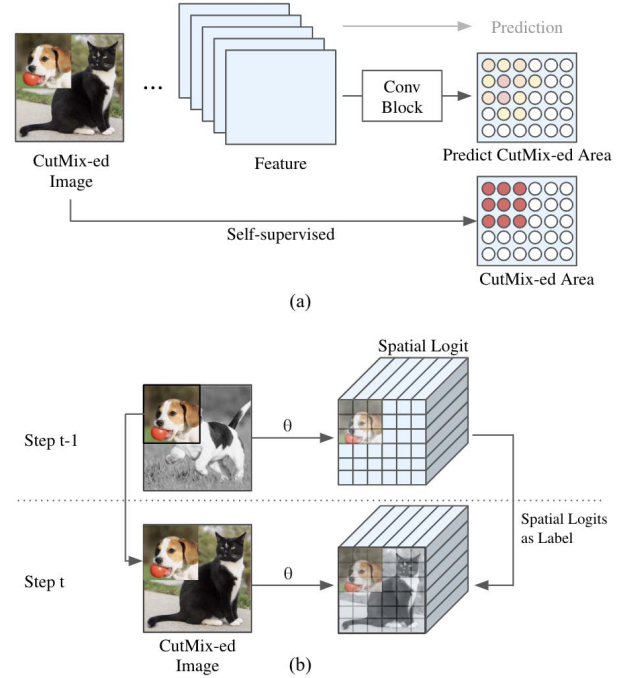 Prediction
...
Conv
Block
Feature
Predict CutMix-ed Area
CutMix-ed
Image
Self-supervised
CutMix-ed Area
(a)
Spatial Logit
Step t-1
θ
Spatial Logits
as Label
Step t
θ
CutMix-ed
Image
(b)